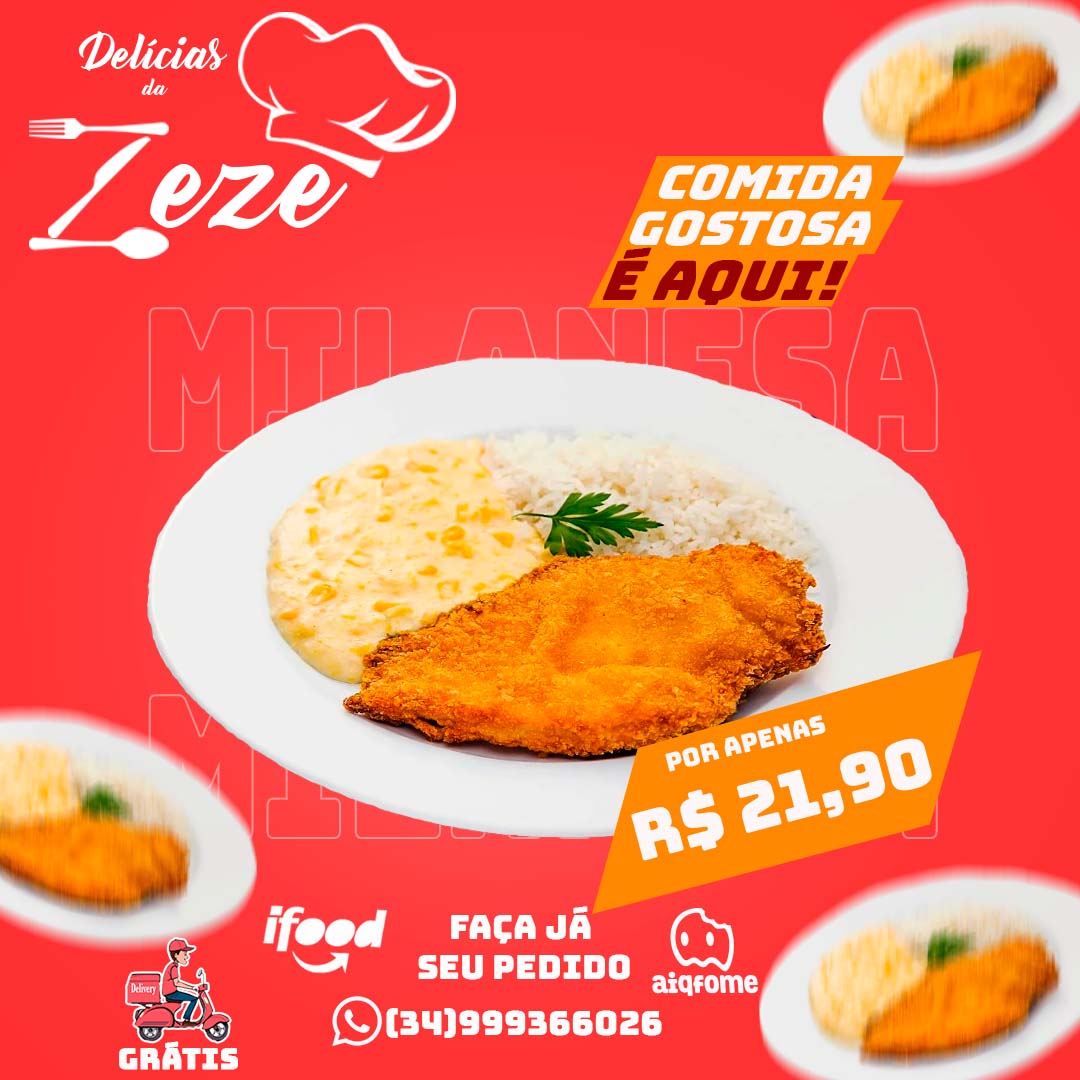 Delícias
da
Zeze
COMIDA
GOSTOSA
É AQUI!
MILANESA
POR APENAS
R$ 21,90
MILANESA
ifood
FAÇA JÁ
SEU PEDIDO
aiqfome
Delivery
GRÁTIS
(34)999366026